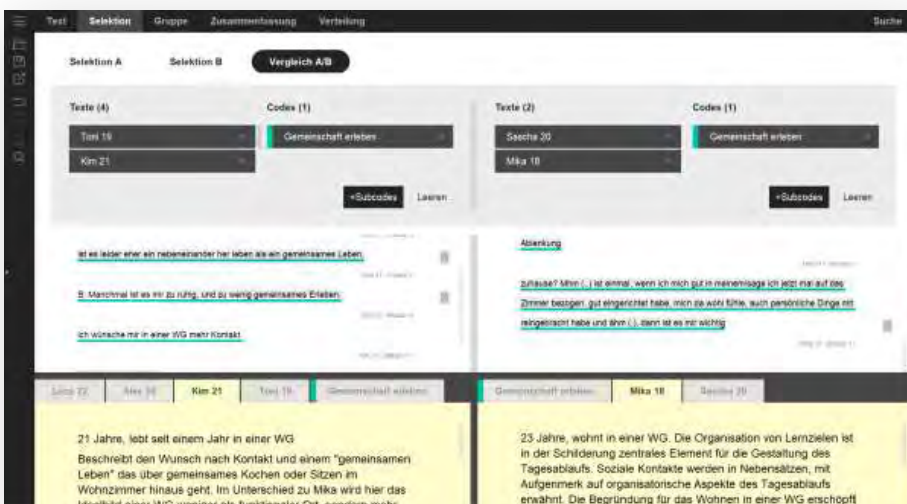 Text Selektion Gruppe Zusammenfassung Verteilung Suche
Selektion A Selektion B Vergleich A/B
Texte (4) Codes (1) Texte (2) Codes (1)
Toni 19 Gemeinschaft erleben Sascha 20 Gemeinschaft erleben
Kim 21 Mika 18
+Subcodes Leeren +Subcodes Leeren
ist es leider eher ein nebeneinander her leben als ein gemeinsames Leben.
B: Manchmal ist es mir zu ruhig, und zu wenig gemeinsames Erleben.
ich wünsche mir in einer WG mehr Kontakt.
Ablenkung
zuhause? Mhm (..) ist einmal, wenn ich mich gut in meinem
sage ich jetzt mal auf das
Zimmer bezogen, gut eingerichtet habe, mich da wohl fühle, auch persönliche Dinge mit
reingebracht habe und ähm (.), dann ist es mir wichtig
Kim 21 Toni 19 Gemeinschaft erleben
Gemeinschaft erleben Mika 18 Sascha 20
21 Jahre, lebt seit einem Jahr in einer WG
Beschreibt den Wunsch nach Kontakt und einem "gemeinsamen
Leben" das über gemeinsames Kochen oder Sitzen im
Wohnzimmer hinaus geht. Im Unterschied zu Mika wird hier das
23 Jahre, wohnt in einer WG. Die Organisation von Lernzielen ist
in der Schilderung zentrales Element für die Gestaltung des
Tagesablaufs. Soziale Kontakte werden in Nebensätzen, mit
Aufgenmerk auf organisatorische Aspekte des Tagesablaufs
erwähnt. Die Begründung für das Wohnen in einer WG erschöpft